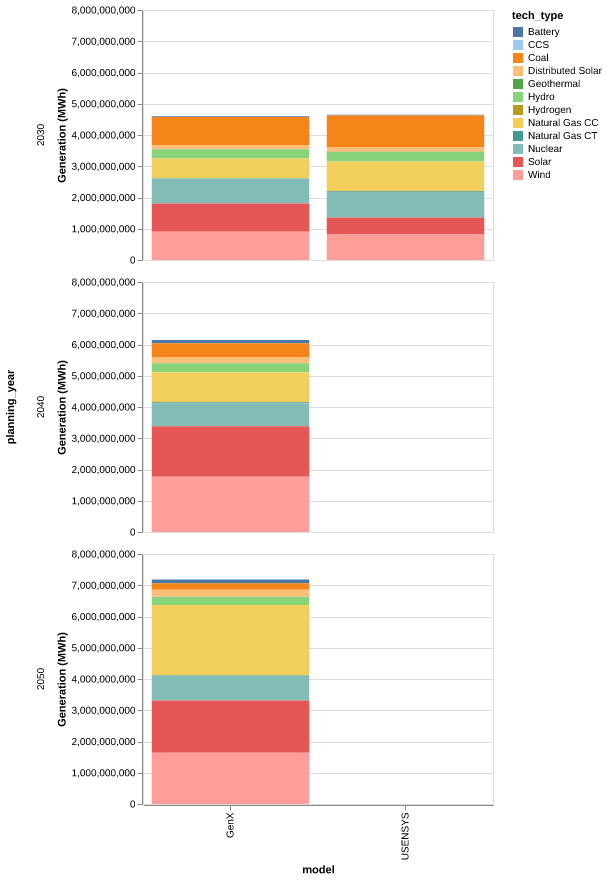 tech_type
Battery
CCS
Coal
Distributed Solar
Geothermal
Hydro
Hydrogen
Natural Gas CC
Natural Gas CT
Nuclear
Solar
Wind
planning_year
2030
Generation (MWh)
8,000,000,000
7,000,000,000
6,000,000,000
5,000,000,000
4,000,000,000
3,000,000,000
2,000,000,000
1,000,000,000
0
2040
Generation (MWh)
8,000,000,000
7,000,000,000
6,000,000,000
5,000,000,000
4,000,000,000
3,000,000,000
2,000,000,000
1,000,000,000
0
2050
Generation (MWh)
8,000,000,000
7,000,000,000
6,000,000,000
5,000,000,000
4,000,000,000
3,000,000,000
2,000,000,000
1,000,000,000
0
GenX
USENSYS
model